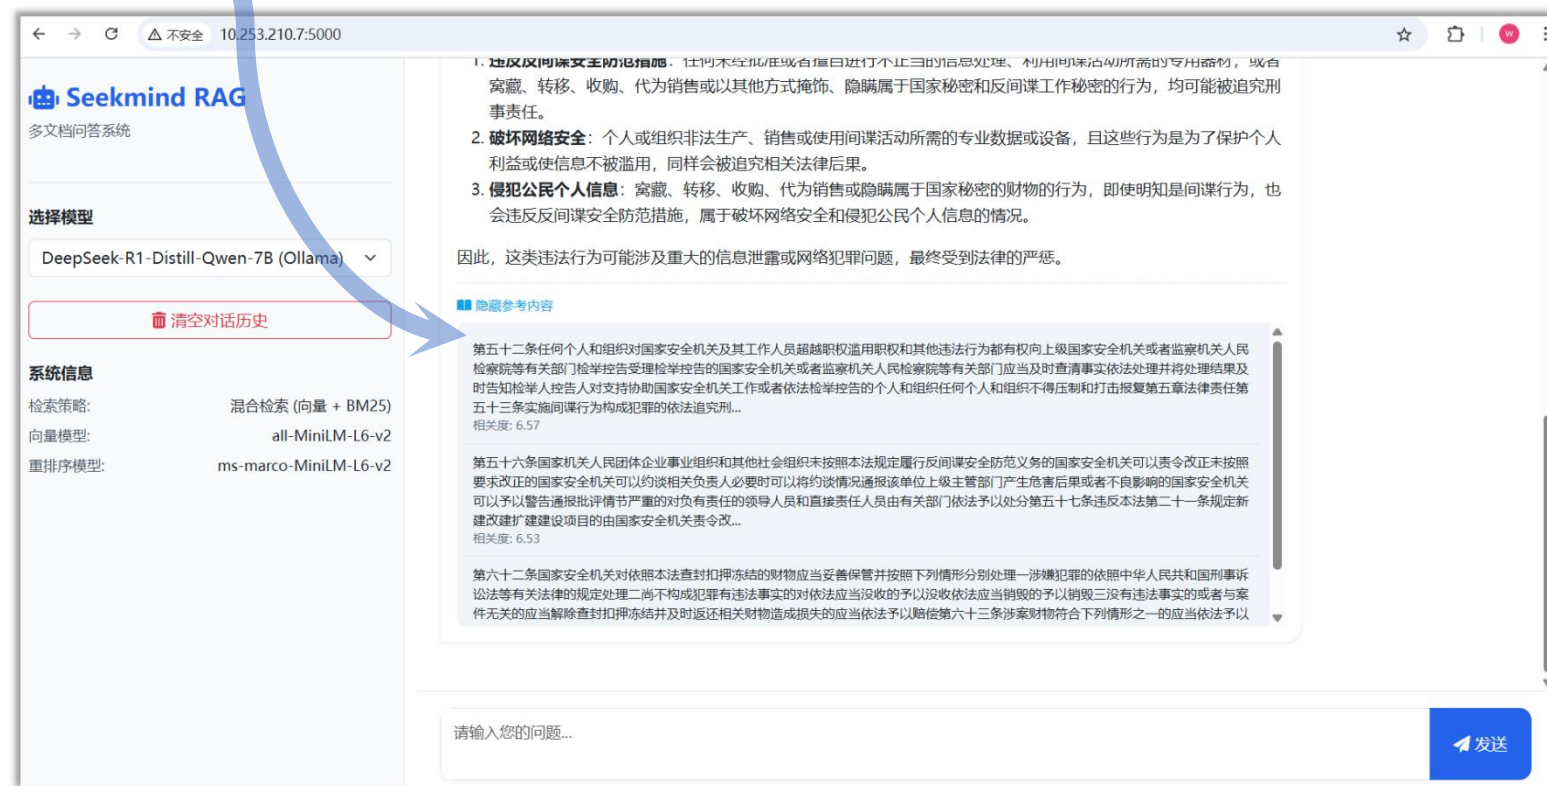 不安全 10.253.210.7:5000
W
Seekmind RAG
多文档问答系统
选择模型
DeepSeek-R1-Distill-Qwen-7B (Ollama)
清空对话历史
系统信息
检索策略: 混合检索 (向量 + BM25)
向量模型: all-MiniLM-L6-v2
重排序模型: ms-marco-MiniLM-L6-v2
1. 违反反间谍安全防范措施：任何未经批准或者擅自进行不正当的信息处理、利用间谍活动所需的专用器材，或者
窝藏、转移、收购、代为销售或以其他方式掩饰、隐瞒属于国家秘密和反间谍工作秘密的行为，均可能被追究刑
事责任。
2. 破坏网络安全：个人或组织非法生产、销售或使用间谍活动所需的专业数据或设备，且这些行为是为了保护个人
利益或使信息不被滥用，同样会被追究相关法律后果。
3. 侵犯公民个人信息：窝藏、转移、收购、代为销售或隐瞒属于国家秘密的财物的行为，即使明知是间谍行为，也
会违反反间谍安全防范措施，属于破坏网络安全和侵犯公民个人信息的情况。
因此，这类违法行为可能涉及重大的信息泄露或网络犯罪问题，最终受到法律的严惩。
隐藏参考内容
第五十二条任何个人和组织对国家安全机关及其工作人员超越职权滥用职权和其他违法行为都有权向上级国家安全机关或者监察机关人民
检察院等有关部门检举控告受理检举控告的国家安全机关或者监察机关人民检察院等有关部门应当及时查清事实依法处理并将处理结果及
时告知检举人控告人对支持协助国家安全机关工作或者依法检举控告的个人和组织任何个人和组织不得压制和打击报复第五章法律责任第
五十三条实施间谍行为构成犯罪的依法追究刑...
相关度: 6.57
第五十六条国家机关人民团体企业事业组织和其他社会组织未按照本法规定履行反间谍安全防范义务的国家安全机关可以责令改正未按照
要求改正的国家安全机关可以约谈相关负责人必要时可以将约谈情况通报该单位上级主管部门产生危害后果或者不良影响的国家安全机关
可以予以警告通报批评情节严重的对负有责任的领导人员和直接责任人员由有关部门依法予以处分第五十七条违反本法第二十一条规定新
建改建扩建建设项目的由国家安全机关责令改...
相关度: 6.53
第六十二条国家安全机关对依照本法查封扣押冻结的财物应当妥善保管并按照下列情形分别处理一涉嫌犯罪的依照中华人民共和国刑事诉
讼法等有关法律的规定处理二尚不构成犯罪有违法事实的对依法应当没收的予以没收依法应当销毁的予以销毁三没有违法事实的或者与案
件无关的应当解除查封扣押冻结并及时返还相关财物造成损失的应当依法予以赔偿第六十三条涉案财物符合下列情形之一的应当依法予以
请输入您的问题...
发送